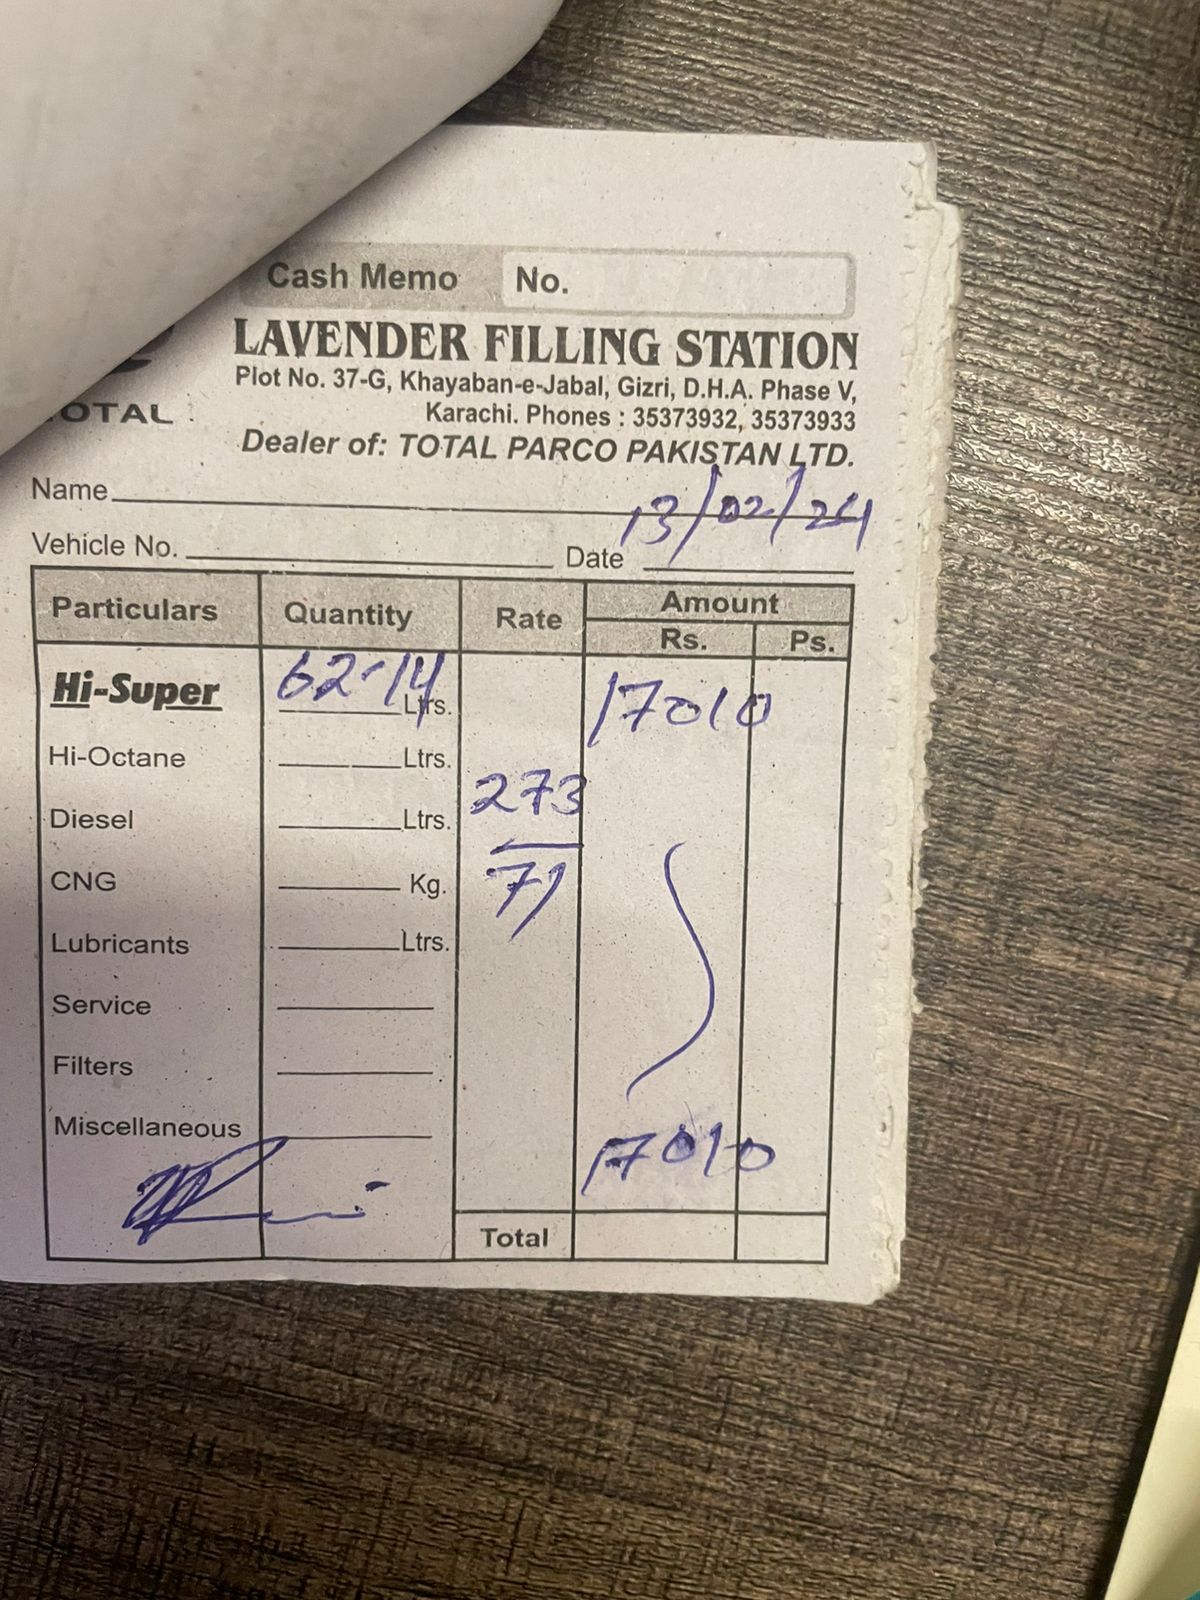 Cash Memo No.
LAVENDER FILLING STATION
Plot No. 37-G, Khayaban-e-Jabal, Gizri, D.H.A. Phase V,
Karachi. Phones : 35373932, 35373933
OTAL
Dealer of: TOTAL PARCO PAKISTAN LTD.
Name
13/02/24
Vehicle No. Date
Particulars Quantity Rate Amount
Rs. Ps.
Hi-Super 62-14 Ltrs. 17010
Hi-Octane Ltrs.
273
Diesel Ltrs.
CNG Kg. 71
Lubricants Ltrs.
Service
Filters
Miscellaneous
17010
Total